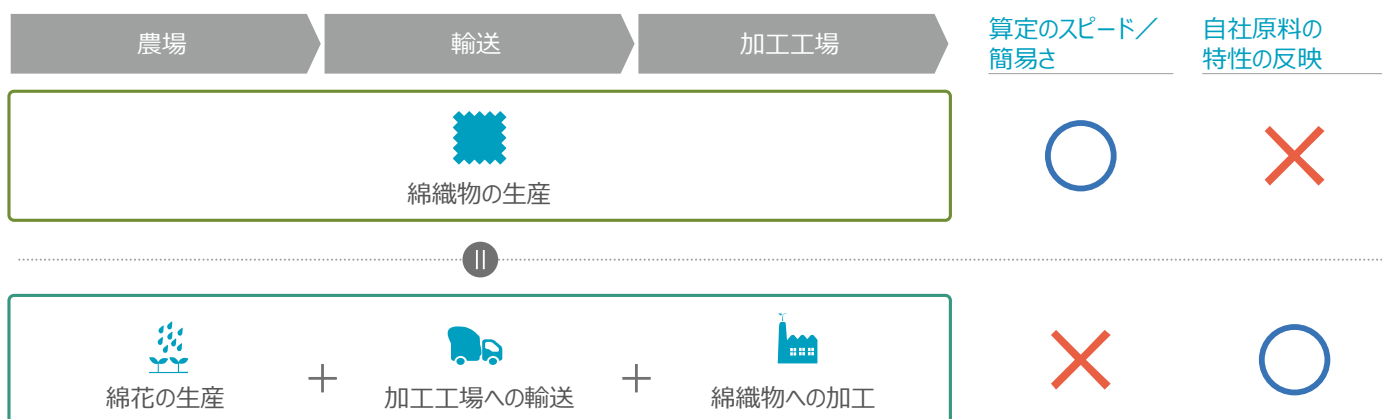 農場
輸送
加工工場
算定のスピード／
簡易さ
自社原料の
特性の反映
綿織物の生産
綿花の生産
+
加工工場への輸送
+
綿織物への加工